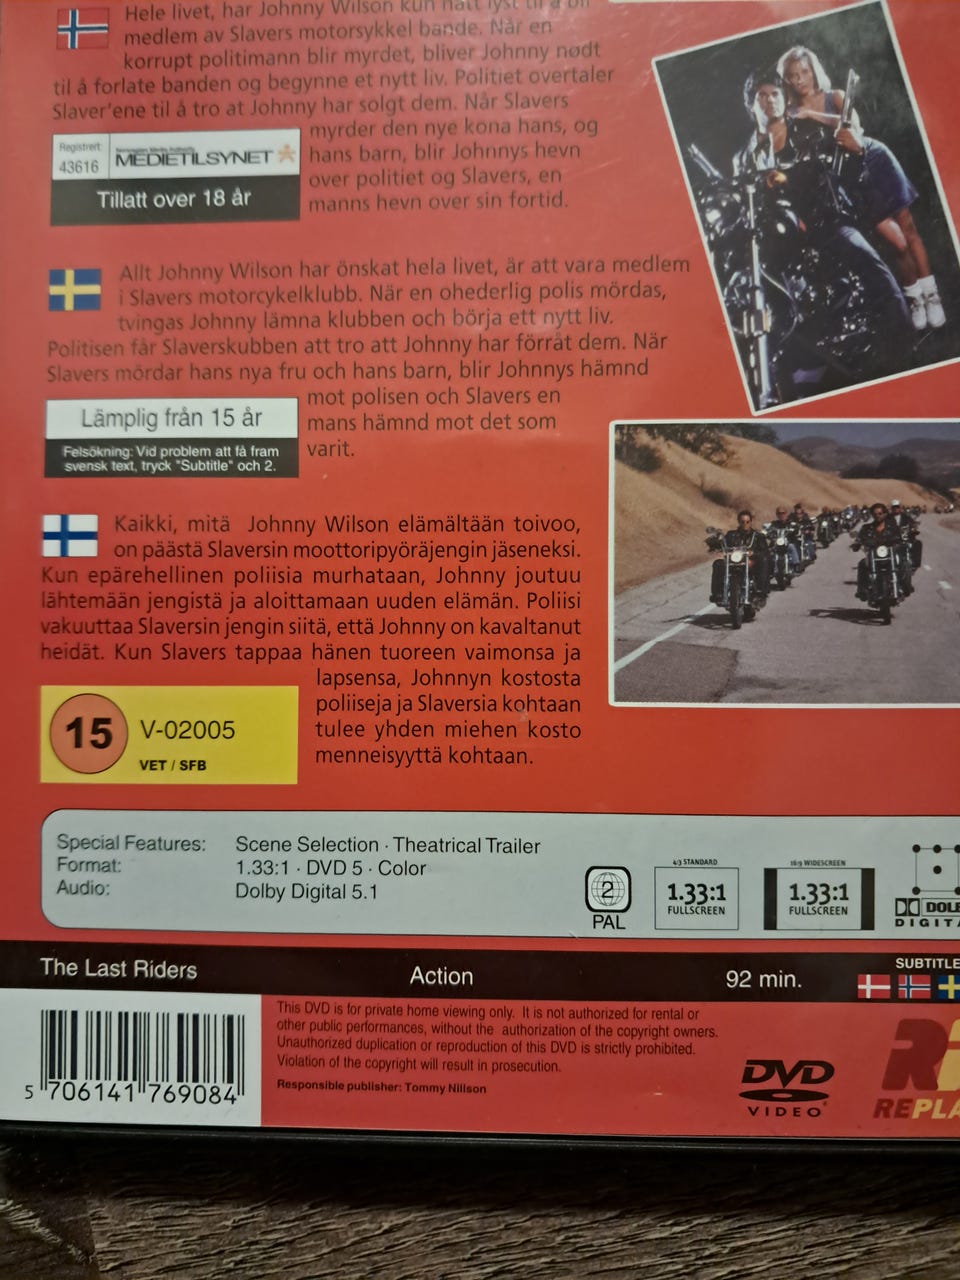 Hele livet, har Johnny Wilson kun hatt lyst til å bli
medlem av Slavers motorsykkel bande. Når en
korrupt politimann blir myrdet, bliver Johnny nødt
til å forlate banden og begynne et nytt liv. Politiet overtaler
Slaver'ene til å tro at Johnny har solgt dem. Når Slavers
myrder den nye kona hans, og
hans barn, blir Johnnys hevn
over politiet og Slavers, en
manns hevn over sin fortid.
Registrert:
43616
Norwegian Media Authority
MEDIETILSYNET
Tillatt over 18 år
Allt Johnny Wilson har önskat hela livet, är att vara medlem
i Slavers motorcykelklubb. När en ohederlig polis mördas,
tvingas Johnny lämna klubben och börja ett nytt liv.
Politisen får Slaverskubben att tro att Johnny har förråt dem. När
Slavers mördar hans nya fru och hans barn, blir Johnnys hämnd
mot polisen och Slavers en
mans hämnd mot det som
varit.
Lämplig från 15 år
Felsökning: Vid problem att få fram
svensk text, tryck "Subtitle" och 2.
Kaikki, mitä Johnny Wilson elämältään toivoo,
on päästä Slaversin moottoripyöräjengin jäseneksi.
Kun epärehellinen poliisia murhataan, Johnny joutuu
lähtemään jengistä ja aloittamaan uuden elämän. Poliisi
vakuuttaa Slaversin jengin siitä, että Johnny on kavaltanut
heidät. Kun Slavers tappaa hänen tuoreen vaimonsa ja
lapsensa, Johnnyn kostosta
poliiseja ja Slaversia kohtaan
tulee yhden miehen kosto
menneisyyttä kohtaan.
15
V-02005
VET / SFB
Special Features: Scene Selection · Theatrical Trailer
Format: 1.33:1 · DVD 5 · Color
Audio: Dolby Digital 5.1
2
PAL
4:3 STANDARD
1.33:1
FULLSCREEN
16:9 WIDESCREEN
1.33:1
FULLSCREEN
DOLB
DIGITA
The Last Riders Action 92 min.
SUBTITLE
This DVD is for private home viewing only. It is not authorized for rental or
other public performances, without the authorization of the copyright owners.
Unauthorized duplication or reproduction of this DVD is strictly prohibited.
Violation of the copyright will result in prosecution.
Responsible publisher: Tommy Nillson
5 706141 769084
DVD
VIDEO
REPLA